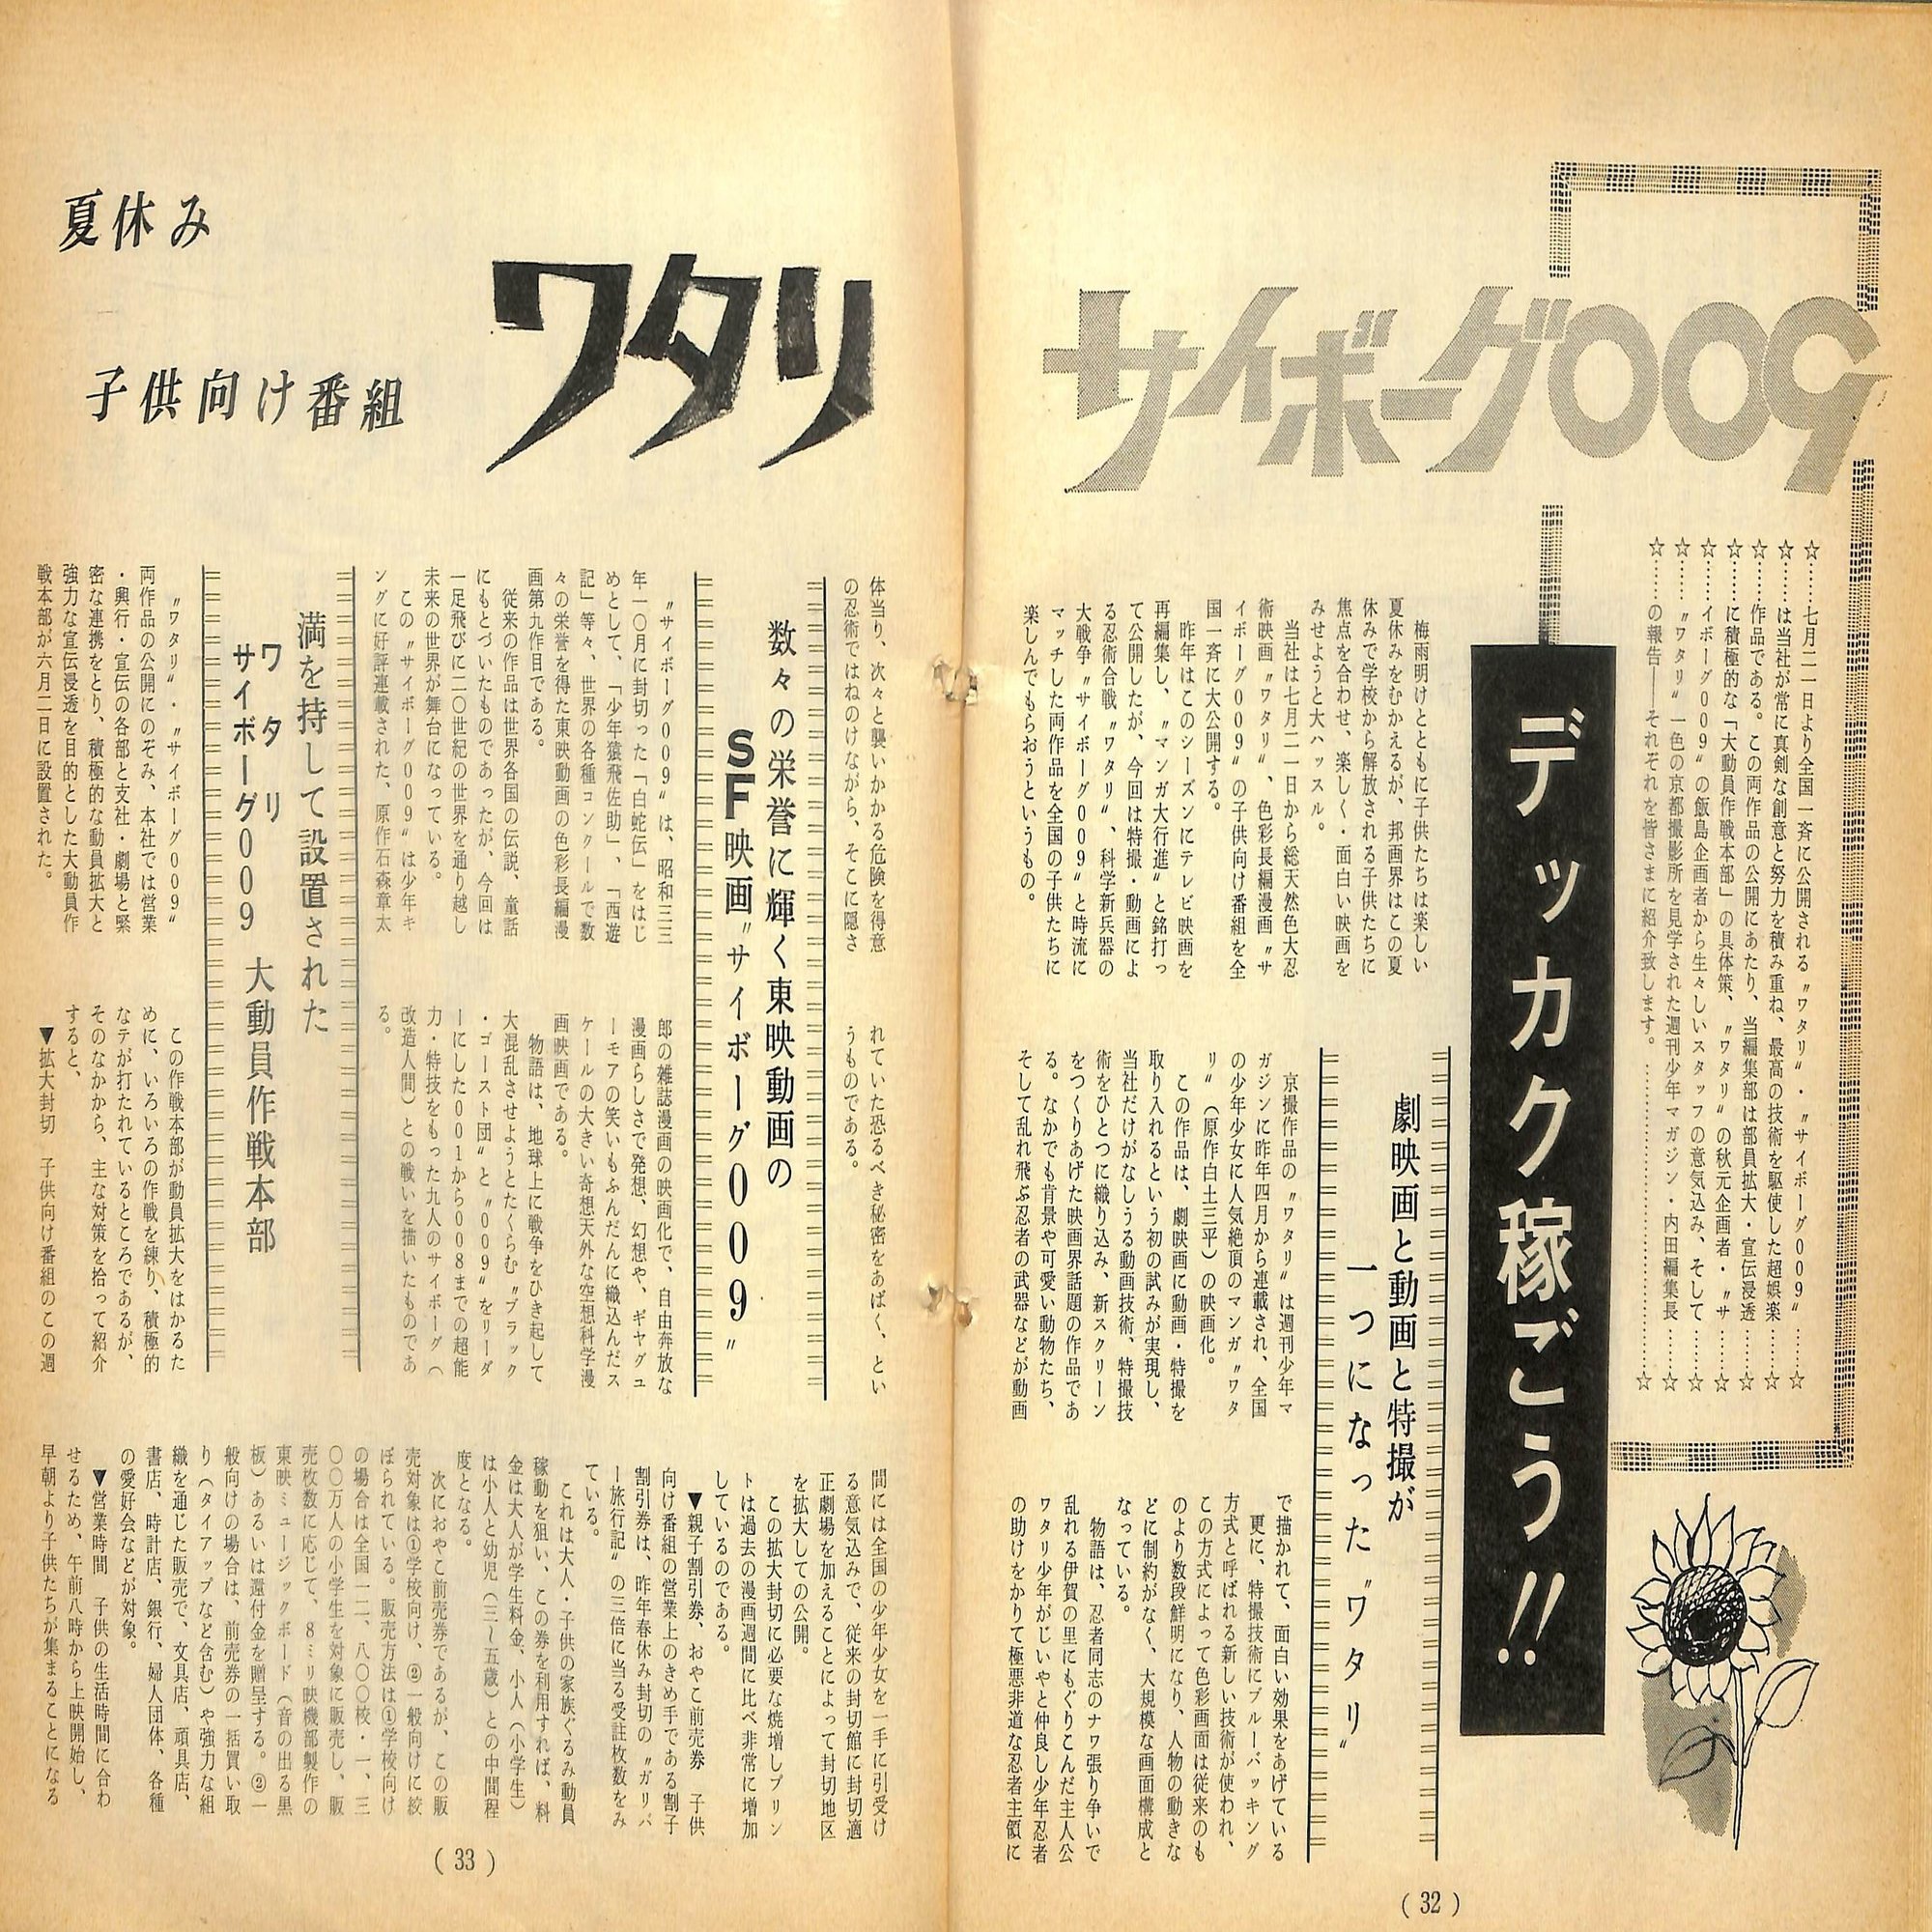 サイボーグ009
ワタリ
夏休み
子供向け番組
デッカク稼ごう!!
☆……七月二一日より全国一斉に公開される〝ワタリ〟・〝サイボーグ009〟……☆
☆……は当社が常に真剣な創意と努力を積み重ね、最高の技術を駆使した超娯楽……☆
☆……作品である。この両作品の公開にあたり、当編集部は部員拡大・宣伝浸透……☆
☆……に積極的な「大動員作戦本部」の具体策、〝ワタリ〟の秋元企画者・〝サ……☆
☆……イボーグ009〟の飯島企画者から生々しいスタッフの意気込み、そして……☆
☆……〝ワタリ〟一色の京都撮影所を見学された週刊少年マガジン・内田編集長……☆
☆……の報告――それぞれを皆さまに紹介致します。……………………………☆
梅雨明けとともに子供たちは楽しい
夏休みをむかえるが、邦画界はこの夏
休みで学校から解放される子供たちに
焦点を合わせ、楽しく・面白い映画を
みせようと大ハッスル。
当社は七月二一日から総天然色大忍
術映画〝ワタリ〟、色彩長編漫画〝サ
イボーグ009〟の子供向け番組を全
国一斉に大公開する。
昨年はこのシーズンにテレビ映画を
再編集し、〝マンガ大行進〟と銘打っ
て公開したが、今回は特撮・動画によ
る忍術合戦〝ワタリ〟、科学新兵器の
大戦争〝サイボーグ009〟と時流に
マッチした両作品を全国の子供たちに
楽しんでもらおうというもの。
劇映画と動画と特撮が
一つになった〝ワタリ〟
京撮作品の〝ワタリ〟は週刊少年マ
ガジンに昨年四月から連載され、全国
の少年少女に人気絶頂のマンガ〝ワタ
リ〟(原作白土三平)の映画化。
この作品は、劇映画に動画・特撮を
取り入れるという初の試みが実現し、
当社だけがなしうる動画技術、特撮技
術をひとつに織り込み、新スクリーン
をつくりあげた映画界話題の作品であ
る。なかでも背景や可愛い動物たち、
そして乱れ飛ぶ忍者の武器などが動画
で描かれて、面白い効果をあげている
更に、特撮技術にブルーバッキング
方式と呼ばれる新しい技術が使われ、
この方式によって色彩画面は従来のも
のより数段鮮明になり、人物の動きな
どに制約がなく、大規模な画面構成と
なっている。
物語は、忍者同志のナワ張り争いで
乱れる伊賀の里にもぐりこんだ主人公
ワタリ少年がじいやと仲良し少年忍者
の助けをかりて極悪非道な忍者主領に
(32)
体当り、次々と襲いかかる危険を得意
の忍術ではねのけながら、そこに隠さ
れていた恐るべき秘密をあばく、とい
うものである。
数々の栄誉に輝く東映動画の
SF映画〝サイボーグ009〟
〝サイボーグ009〟は、昭和三三
年一〇月に封切った「白蛇伝」をはじ
めとして、「少年猿飛佐助」、「西遊
記」等々、世界の各種コンクールで数
々の栄誉を得た東映動画の色彩長編漫
画第九作目である。
従来の作品は世界各国の伝説、童話
にもとづいたものであったが、今回は
一足飛びに二〇世紀の世界を通り越し
未来の世界が舞台になっている。
この〝サイボーグ009〟は少年キ
ングに好評連載された、原作石森章太
郎の雑誌漫画の映画化で、自由奔放な
漫画らしさで発想、幻想や、ギャグユ
ーモアの笑いもふんだんに織込んだス
ケールの大きい奇想天外な空想科学漫
画映画である。
物語は、地球上に戦争をひき起して
大混乱させようとたくらむ〝ブラック
・ゴースト団〟と〝009〟をリーダ
ーにした001から008までの超能
力・特技をもった九人のサイボーグ(
改造人間)との戦いを描いたものであ
る。
満を持して設置された
ワタリ
サイボーグ009 大動員作戦本部
〝ワタリ〟・〝サイボーグ009〟
両作品の公開にのぞみ、本社では営業
・興行・宣伝の各部と支社・劇場と緊
密な連携をとり、積極的な動員拡大と
強力な宣伝浸透を目的とした大動員作
戦本部が六月二日に設置された。
この作戦本部が動員拡大をはかるた
めに、いろいろの作戦を練り、積極的
なテが打たれているところであるが、
そのなかから、主な対策を拾って紹介
すると、
▼拡大封切 子供向け番組のこの週
間には全国の少年少女を一手に引受け
る意気込みで、従来の封切館に封切適
正劇場を加えることによって封切地区
を拡大しての公開。
この拡大封切に必要な焼増しプリン
トは過去の漫画週間に比べ非常に増加
しているのである。
▼親子割引券、おやこ前売券 子供
向け番組の営業上のきめ手である割子
割引券は、昨年春休み封切の〝ガリバ
ー旅行記〟の三倍に当る受註枚数をみ
ている。
これは大人・子供の家族ぐるみ動員
稼動を狙い、この券を利用すれば、料
金は大人が学生料金、小人(小学生)
は小人と幼児(三〜五歳)との中間程
度となる。
次におやこ前売券であるが、この販
売対象は①学校向け、②一般向けに絞
ぼられている。販売方法は①学校向け
の場合は全国一二、八〇〇校・一、三
〇〇万人の小学生を対象に販売し、販
売枚数に応じて、8ミリ映機部製作の
東映ミュージックボード(音の出る黒
板)あるいは還付金を贈呈する。②一
般向けの場合は、前売券の一括買い取
り(タイアップなど含む)や強力な組
織を通じた販売で、文具店、頑具店、
書店、時計店、銀行、婦人団体、各種
の愛好会などが対象。
▼営業時間 子供の生活時間に合わ
せるため、午前八時から上映開始し、
早朝より子供たちが集まることになる
(33)